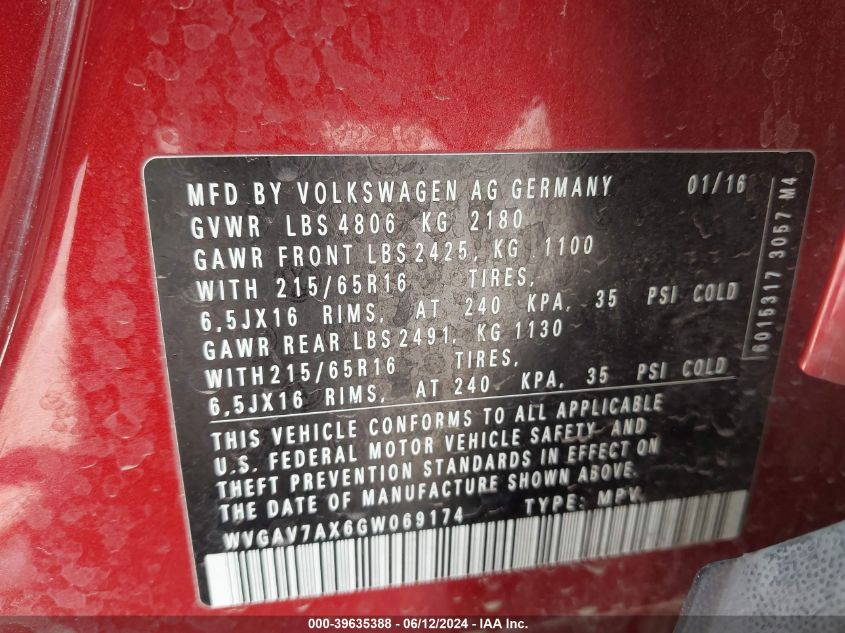 MFD BY VOLKSWAGEN AG GERMANY 01/16
GVWR LBS 4806 KG 2180
GAWR FRONT LBS 2425, KG 1100
WITH 215/65R16 TIRES,
6,5JX16 RIMS, AT 240 KPA, 35 PSI COLD
GAWR REAR LBS 2491, KG 1130
WITH 215/65R16 TIRES,
6,5JX16 RIMS, AT 240 KPA, 35 PSI COLD
THIS VEHICLE CONFORMS TO ALL APPLICABLE
U.S. FEDERAL MOTOR VEHICLE SAFETY AND
THEFT PREVENTION STANDARDS IN EFFECT ON
THE DATE OF MANUFACTURE SHOWN ABOVE.
WVGAV7AX6GW069174 TYPE: MPV
6015317 3057 M4
000-39635388 - 06/12/2024 - IAA Inc.